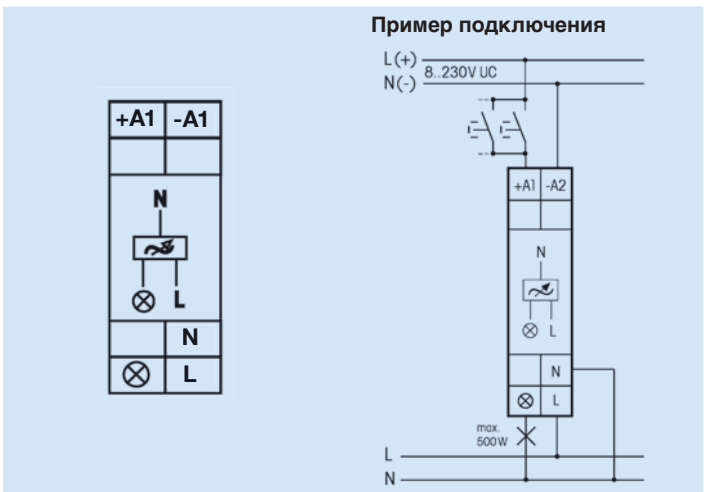 Пример подключения
+A1 -A1
N
L
N
L
L(+)
8..230V UC
N(-)
+A1 -A2
N
L
N
L
max.
500W
L
N